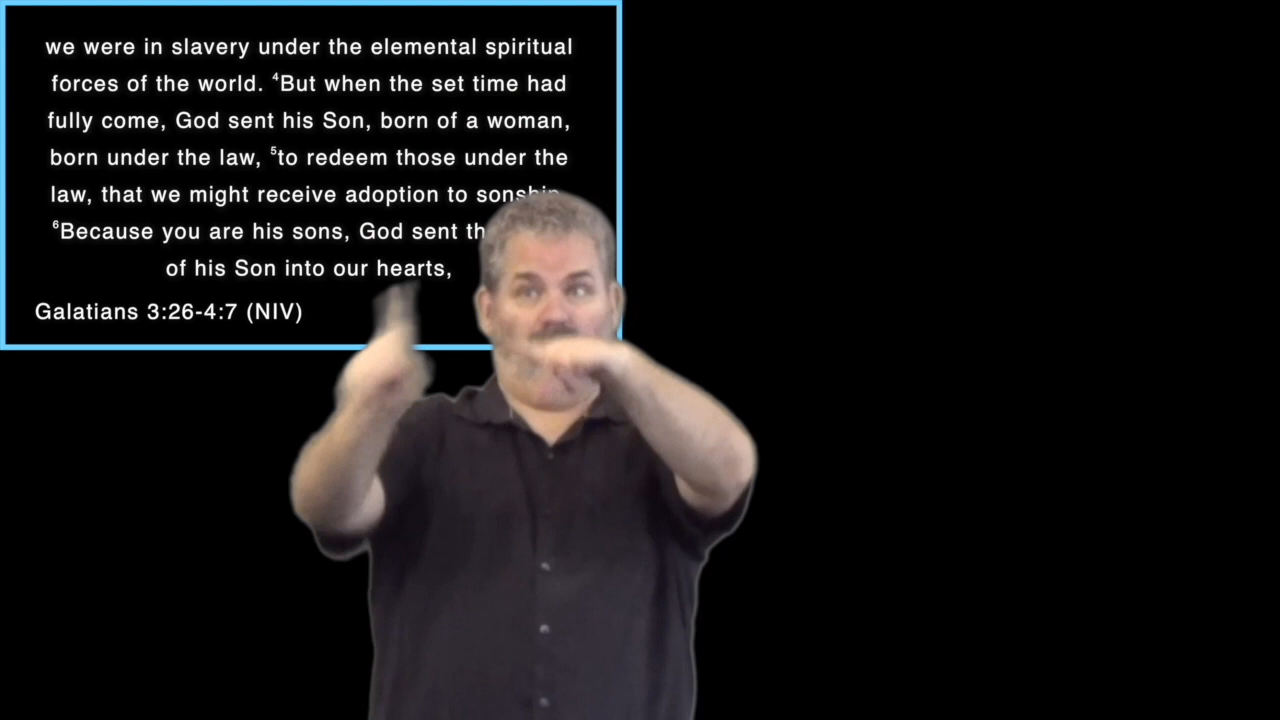 we were in slavery under the elemental spiritual
forces of the world. ⁴But when the set time had
fully come, God sent his Son, born of a woman,
born under the law, ⁵to redeem those under the
law, that we might receive adoption to sonship.
⁶Because you are his sons, God sent
of his Son into our hearts,
Galatians 3:26-4:7 (NIV)